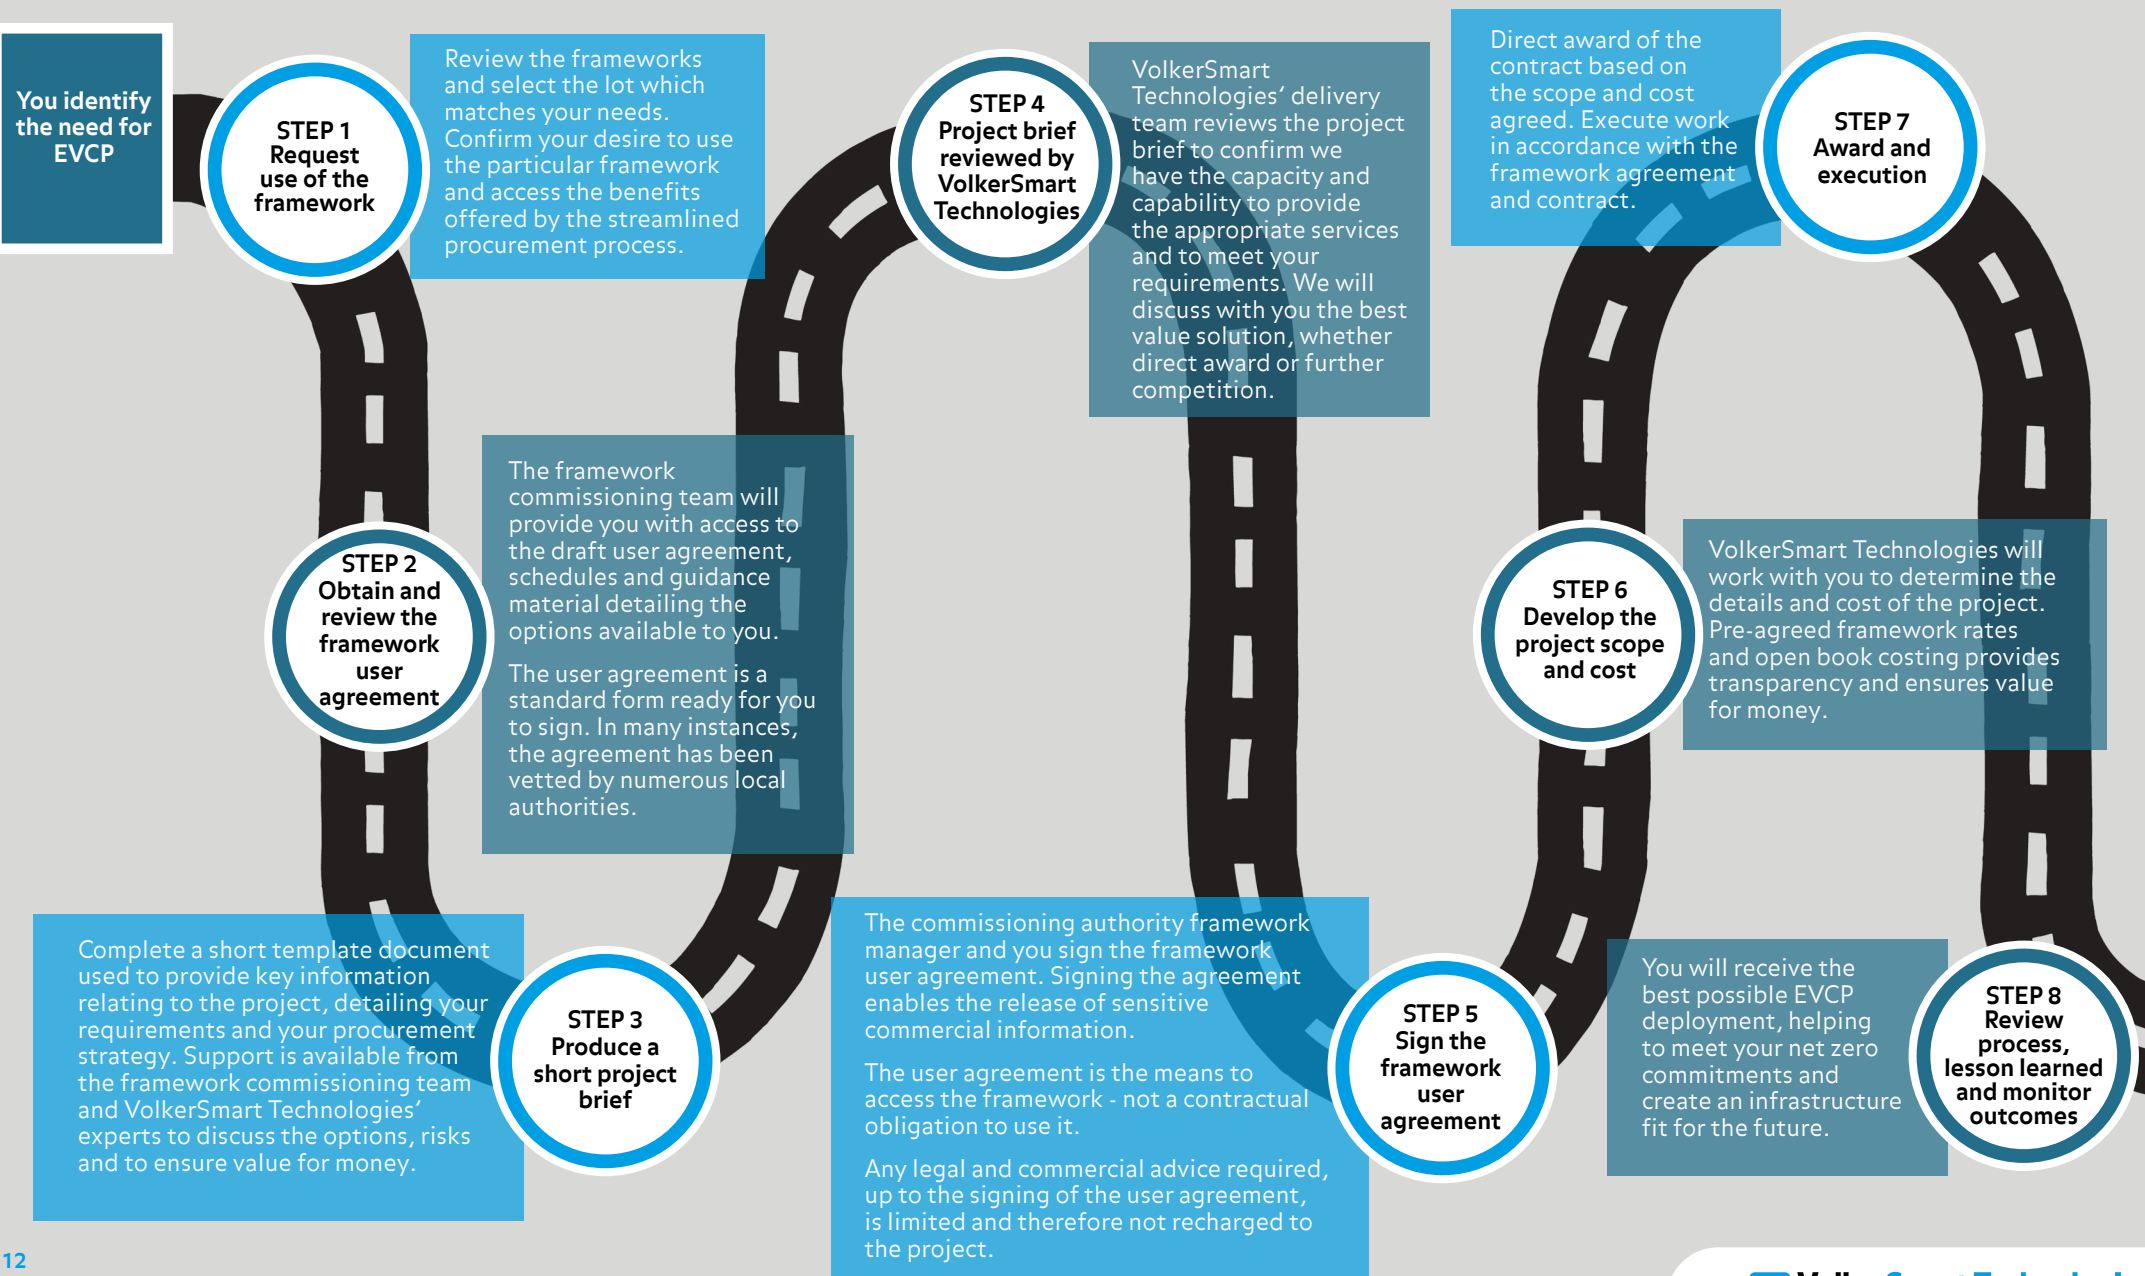 You identify
the need for
EVCP
STEP 1
Request
use of the
framework
Review the frameworks
and select the lot which
matches your needs.
Confirm your desire to use
the particular framework
and access the benefits
offered by the streamlined
procurement process.
STEP 2
Obtain and
review the
framework
user
agreement
The framework
commissioning team will
provide you with access to
the draft user agreement,
schedules and guidance
material detailing the
options available to you.
The user agreement is a
standard form ready for you
to sign. In many instances,
the agreement has been
vetted by numerous local
authorities.
Complete a short template document
used to provide key information
relating to the project, detailing your
requirements and your procurement
strategy. Support is available from
the framework commissioning team
and VolkerSmart Technologies’
experts to discuss the options, risks
and to ensure value for money.
STEP 3
Produce a
short project
brief
STEP 4
Project brief
reviewed by
VolkerSmart
Technologies
VolkerSmart
Technologies’ delivery
team reviews the project
brief to confirm we
have the capacity and
capability to provide
the appropriate services
and to meet your
requirements. We will
discuss with you the best
value solution, whether
direct award or further
competition.
The commissioning authority framework
manager and you sign the framework
user agreement. Signing the agreement
enables the release of sensitive
commercial information.
The user agreement is the means to
access the framework - not a contractual
obligation to use it.
Any legal and commercial advice required,
up to the signing of the user agreement,
is limited and therefore not recharged to
the project.
STEP 5
Sign the
framework
user
agreement
STEP 6
Develop the
project scope
and cost
VolkerSmart Technologies will
work with you to determine the
details and cost of the project.
Pre-agreed framework rates
and open book costing provides
transparency and ensures value
for money.
Direct award of the
contract based on
the scope and cost
agreed. Execute work
in accordance with the
framework agreement
and contract.
STEP 7
Award and
execution
You will receive the
best possible EVCP
deployment, helping
to meet your net zero
commitments and
create an infrastructure
fit for the future.
STEP 8
Review
process,
lesson learned
and monitor
outcomes
12